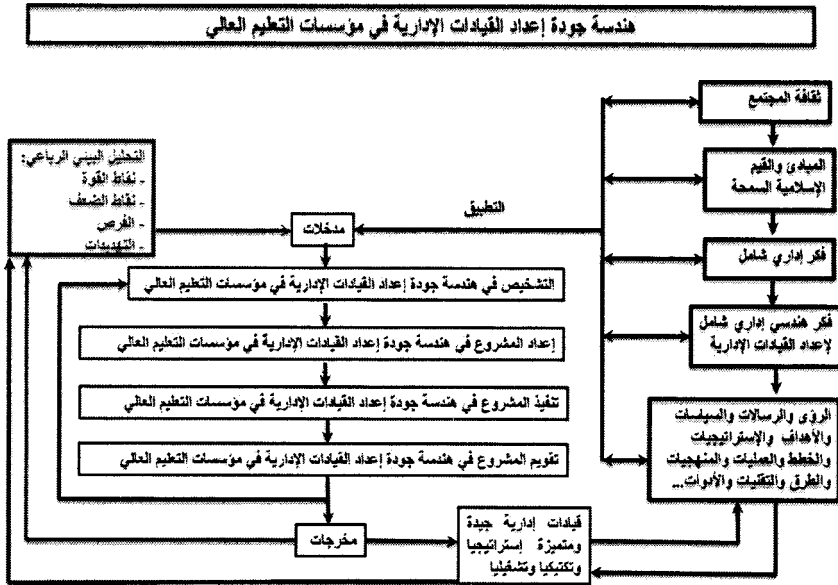 هندسة جودة إعداد القيادات الإدارية في مؤسسات التعليم العالي
ثقافة المجتمع
المبادئ والقيم
الإسلامية السمحة
فكر إداري شامل
فكر هندسي إداري شامل
لإعداد القيادات الإدارية
الرؤى والرسالات والسياسات
والأهداف والإستراتيجيات
والخطط والعمليات والمنهجيات
والطرق والتقنيات والأدوات...
التطبيق
التحليل البيئي الرباعي:
- نقاط القوة
- نقاط الضعف
- الفرص
- التهديدات
مدخلات
التشخيص في هندسة جودة إعداد القيادات الإدارية في مؤسسات التعليم العالي
إعداد المشروع في هندسة جودة إعداد القيادات الإدارية في مؤسسات التعليم العالي
تنفيذ المشروع في هندسة جودة إعداد القيادات الإدارية في مؤسسات التعليم العالي
تقويم المشروع في هندسة جودة إعداد القيادات الإدارية في مؤسسات التعليم العالي
مخرجات
قيادات إدارية جيدة
ومتميزة إستراتيجيا
وتكتيكيا وتشغيليا